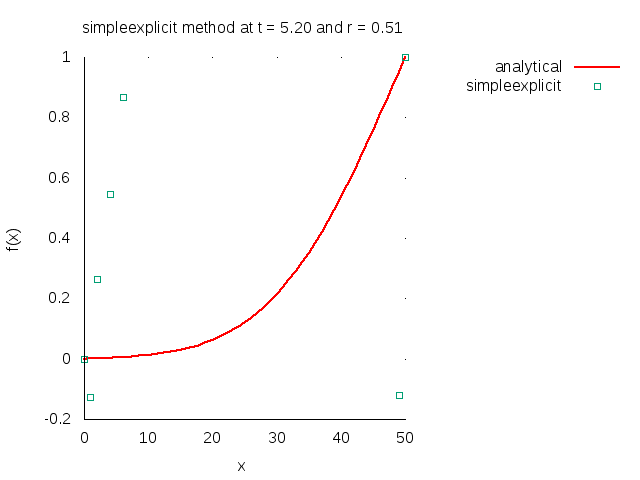 simpleexplicit method at t = 5.20 and r = 0.51
analytical
simpleexplicit
1
0.8
0.6
0.4
0.2
0
-0.2
f(x)
0 10 20 30 40 50
x